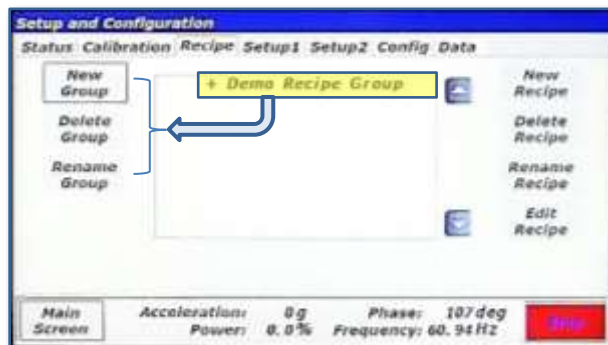 Setup and Configuration
Status Calibration Recipe Setup1 Setup2 Config Data
New
Group
Delete
Group
Rename
Group
+ Demo Recipe Group
New
Recipe
Delete
Recipe
Rename
Recipe
Edit
Recipe
Main
Screen
Acceleration: 0g
Phase: 107deg
Power: 0.0%
Frequency: 60.94Hz
Stop